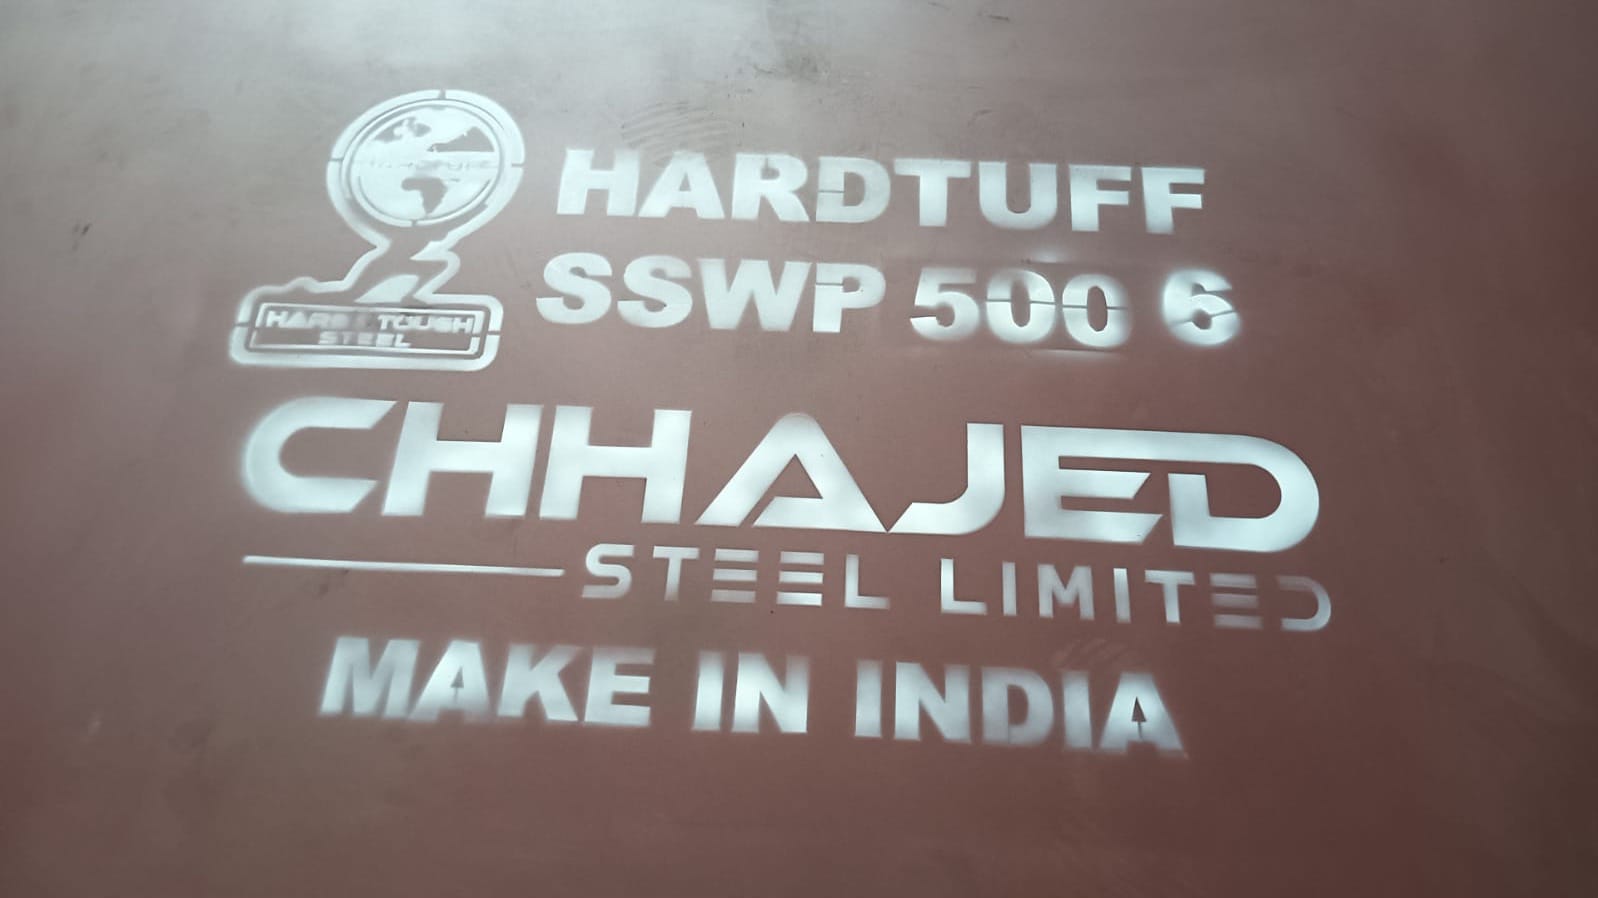 HARDTUFF
SSWP 500 6
HARD & TOUGH
STEEL
CHHAJED
STEEL LIMITED
MAKE IN INDIA